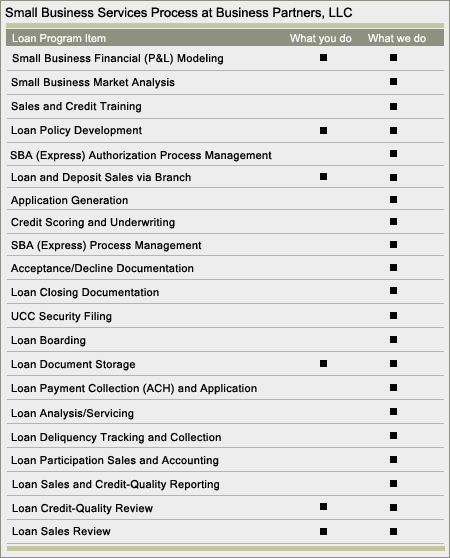 Small Business Services Process at Business Partners, LLC
Loan Program Item What you do What we do
Small Business Financial (P&L) Modeling ■ ■
Small Business Market Analysis ■
Sales and Credit Training ■
Loan Policy Development ■ ■
SBA (Express) Authorization Process Management ■
Loan and Deposit Sales via Branch ■ ■
Application Generation ■
Credit Scoring and Underwriting ■
SBA (Express) Process Management ■
Acceptance/Decline Documentation ■
Loan Closing Documentation ■
UCC Security Filing ■
Loan Boarding ■
Loan Document Storage ■ ■
Loan Payment Collection (ACH) and Application ■
Loan Analysis/Servicing ■
Loan Deliquency Tracking and Collection ■
Loan Participation Sales and Accounting ■
Loan Sales and Credit-Quality Reporting ■
Loan Credit-Quality Review ■ ■
Loan Sales Review ■ ■